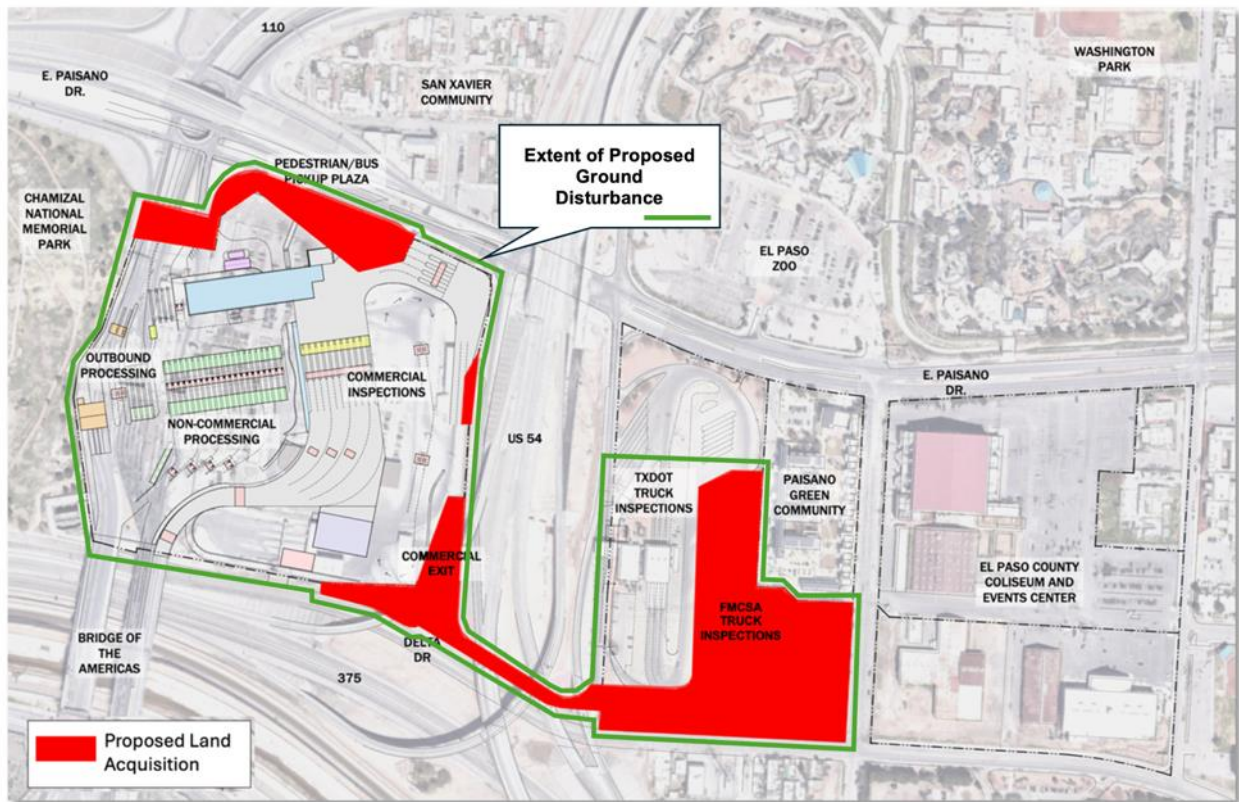 110
WASHINGTON
PARK
E. PAISANO
DR.
SAN XAVIER
COMMUNITY
Extent of Proposed
Ground
Disturbance
PEDESTRIAN/BUS
PICKUP PLAZA
CHAMIZAL
NATIONAL
MEMORIAL
PARK
EL PASO
ZOO
OUTBOUND
PROCESSING
COMMERCIAL
INSPECTIONS
E. PAISANO
DR.
NON-COMMERCIAL
PROCESSING
US 54
TXDOT
TRUCK
INSPECTIONS
PAISANO
GREEN
COMMUNITY
COMMERCIAL
EXIT
EL PASO COUNTY
COLISEUM AND
EVENTS CENTER
FMCSA
TRUCK
INSPECTIONS
BRIDGE OF
THE
AMERICAS
DELTA
DR
375
Proposed Land
Acquisition